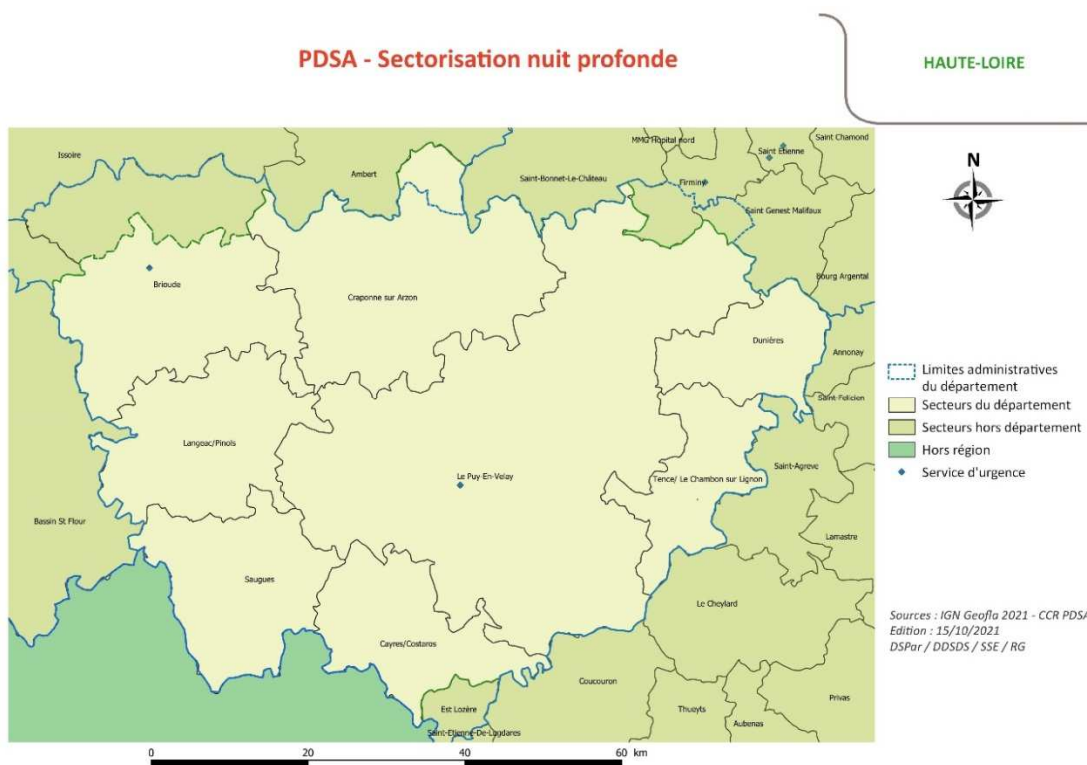 PDSA - Sectorisation nuit profonde
HAUTE-LOIRE
Issoire
Ambert
Saint-Bonnet-Le-Château
MMG Hopital nord
Saint Etienne
Saint Chamond
Firminy
Saint Genest Malifaux
Bourg Argental
N
Brioude
Craponne sur Arzon
Dunières
Annonay
Saint-Félicien
Limites administratives
du département
Secteurs du département
Secteurs hors département
Hors région
Service d'urgence
Langeac/Pinols
Le Puy-En-Velay
Tence/ Le Chambon sur Lignon
Saint-Agreve
Bassin St Flour
Lamastre
Saugues
Le Cheylard
Cayres/Costaros
Coucouron
Est Lozère
Saint-Etienne-De-Lugdares
Thueyts
Aubenas
Privas
Sources : IGN Geofla 2021 - CCR PDSA
Edition : 15/10/2021
DSPar / DDSDS / SSE / RG
0 20 40 60 km